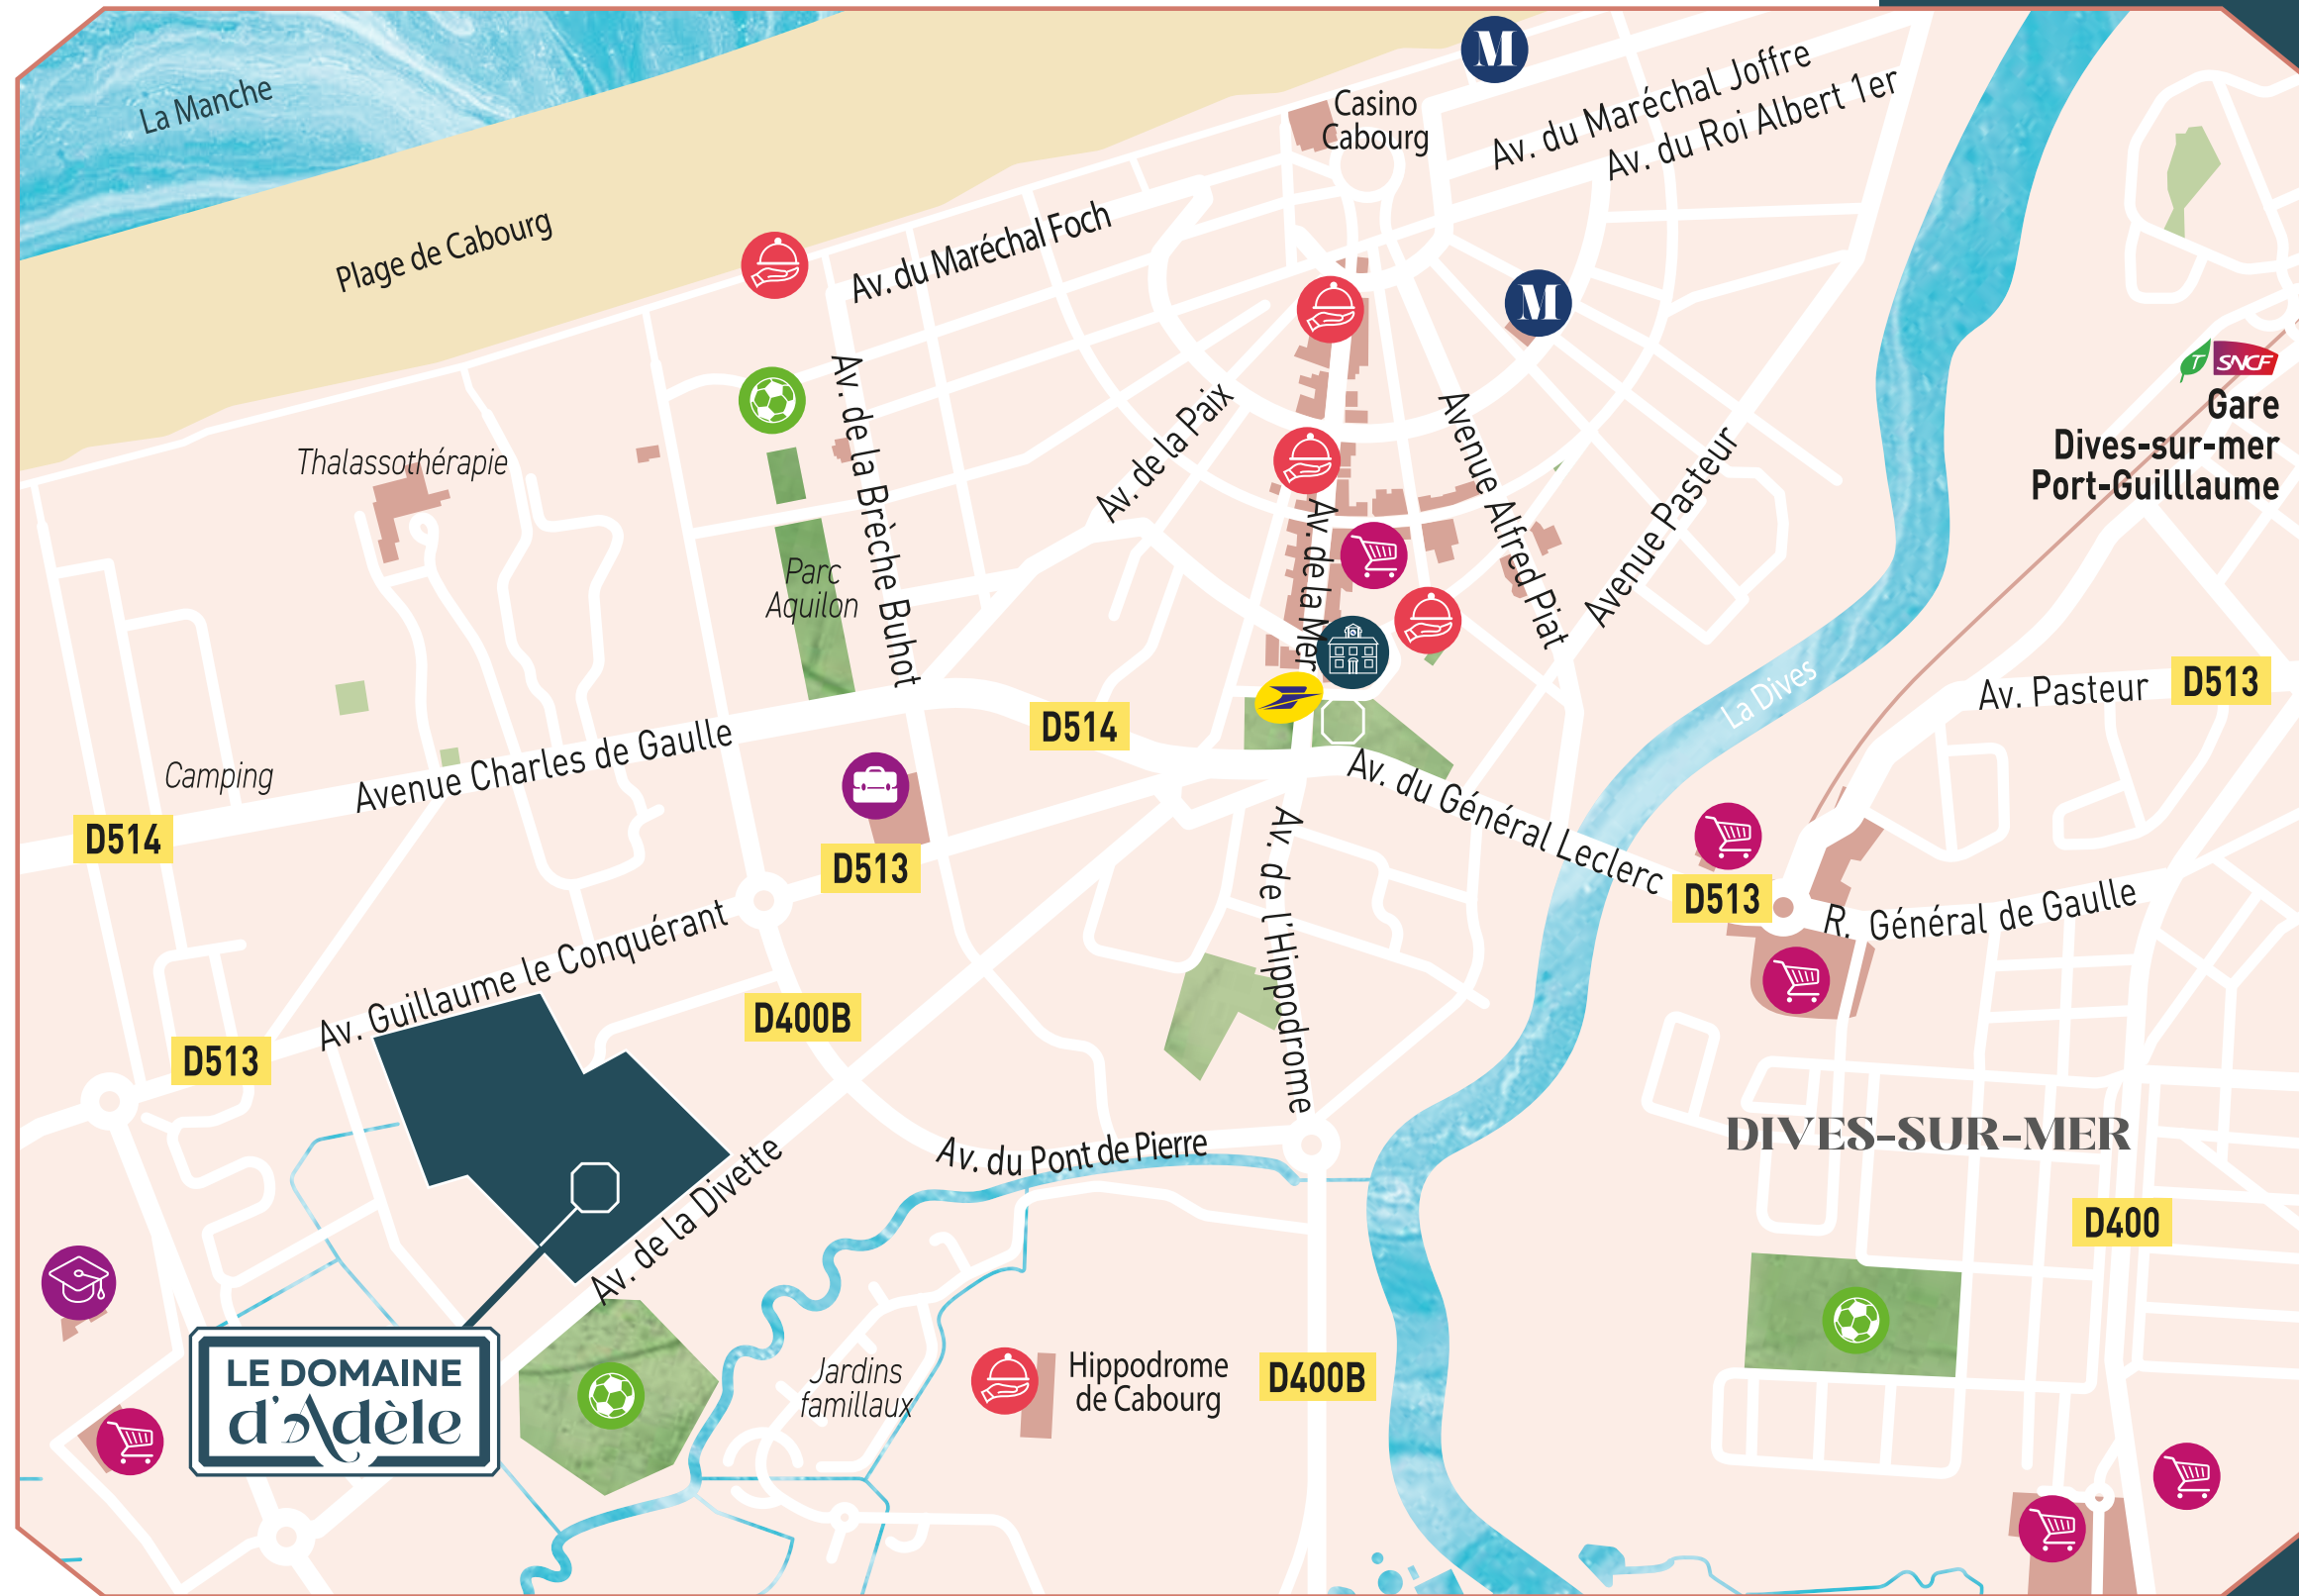 La Manche
Plage de Cabourg
Casino
Cabourg
M
Av. du Maréchal Joffre
Av. du Roi Albert 1er
Av. du Maréchal Foch
M
T SNCF
Gare
Dives-sur-mer
Port-Guilllaume
Thalassothérapie
Av. de la Brèche Buhot
Av. de la Paix
Avenue Alfred Piat
Avenue Pasteur
Av. de la Mer
Parc
Aquilon
La Dives
Av. Pasteur
D513
D514
Avenue Charles de Gaulle
Camping
D514
Av. du Général Leclerc
D513
D513
R. Général de Gaulle
Av. de l'Hippodrome
Av. Guillaume le Conquérant
D400B
D513
DIVES-SUR-MER
Av. du Pont de Pierre
Av. de la Divette
D400
LE DOMAINE
d'Adèle
Jardins
famillaux
Hippodrome
de Cabourg
D400B